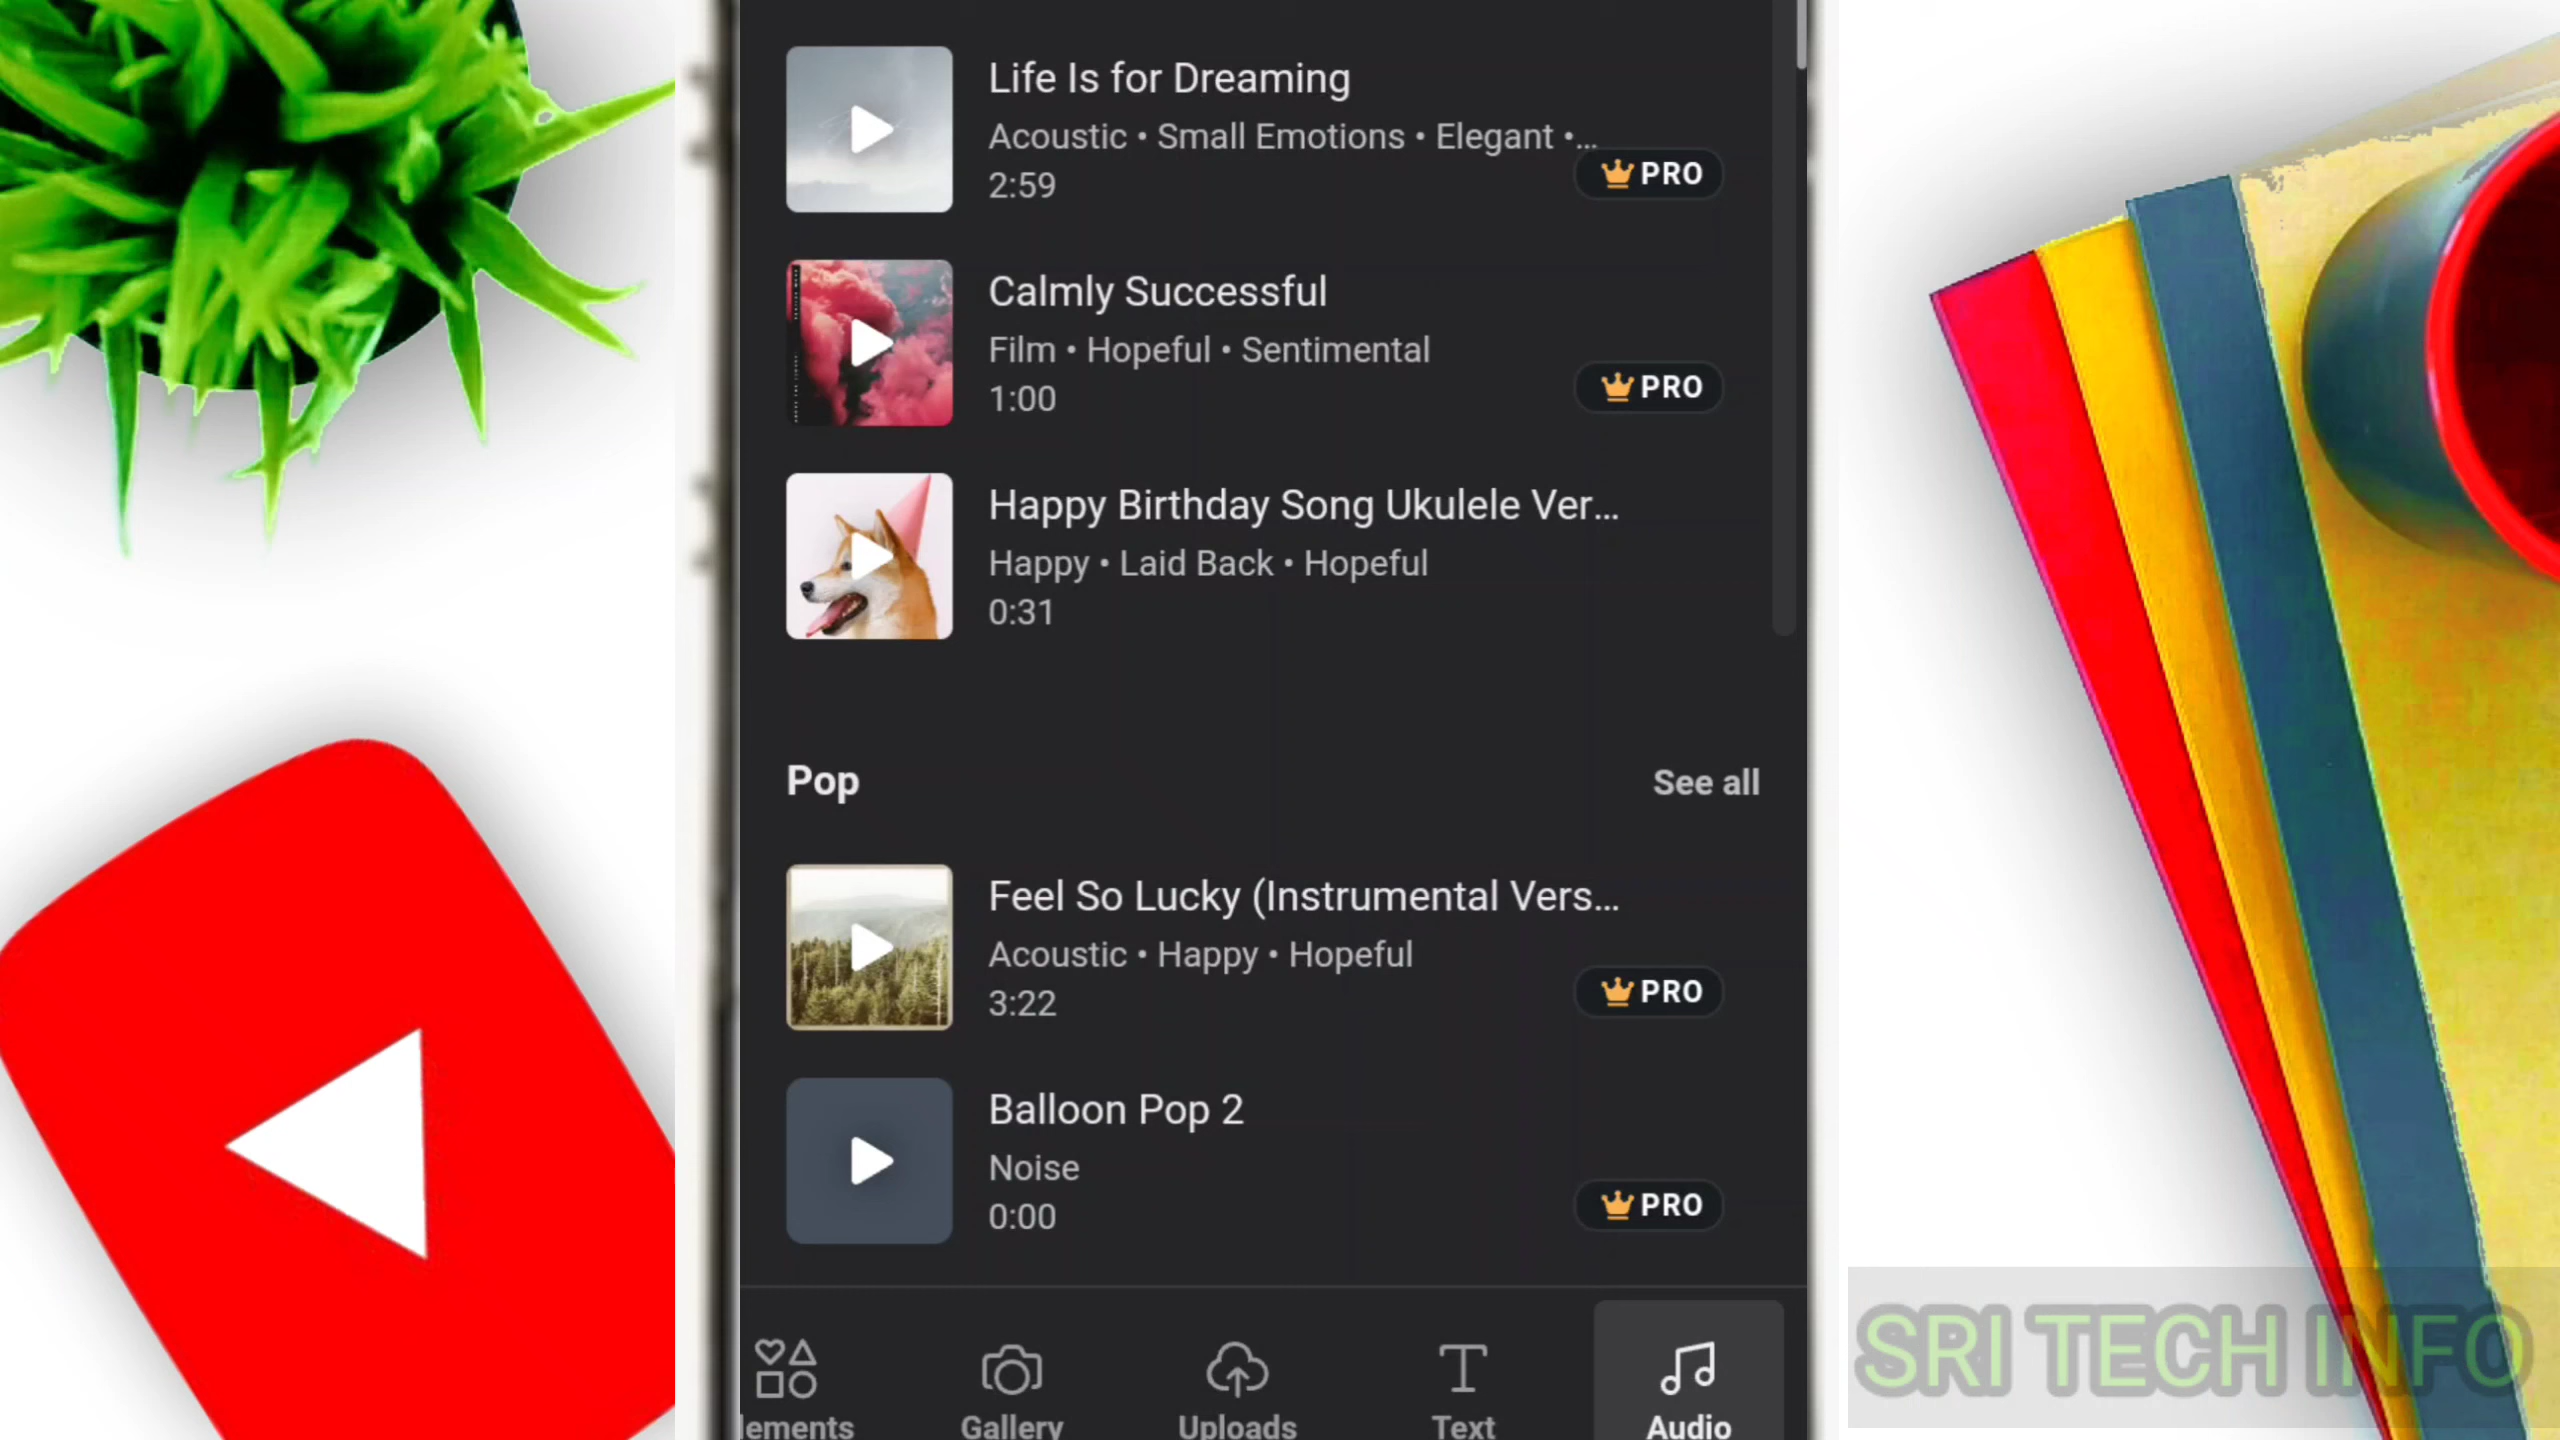 Life Is for Dreaming
Acoustic • Small Emotions • Elegant •...
2:59
PRO
Calmly Successful
Film • Hopeful • Sentimental
1:00
PRO
Happy Birthday Song Ukulele Ver...
Happy • Laid Back • Hopeful
0:31
Pop
See all
Feel So Lucky (Instrumental Vers...
Acoustic • Happy • Hopeful
3:22
PRO
Balloon Pop 2
Noise
0:00
PRO
lements
Gallery
Uploads
Text
Audio
SRI TECH INFO